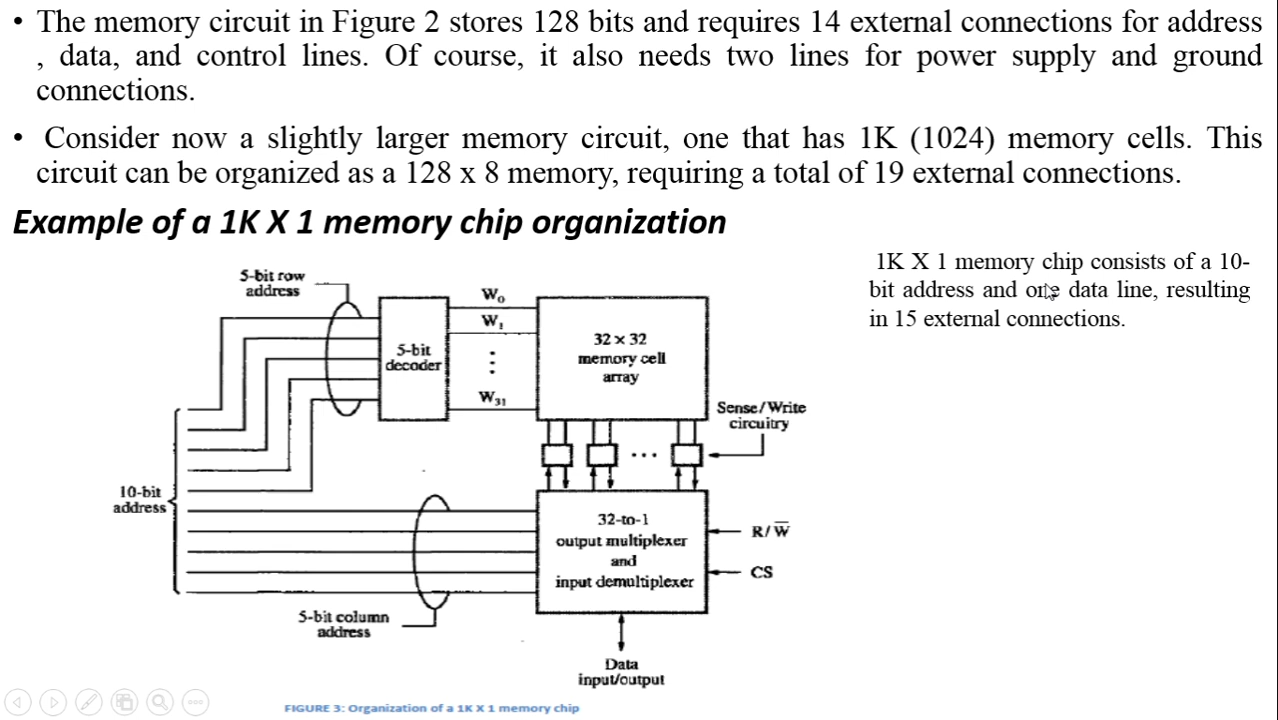 • The memory circuit in Figure 2 stores 128 bits and requires 14 external connections for address
, data, and control lines. Of course, it also needs two lines for power supply and ground
connections.
• Consider now a slightly larger memory circuit, one that has 1K (1024) memory cells. This
circuit can be organized as a 128 x 8 memory, requiring a total of 19 external connections.
Example of a 1K X 1 memory chip organization
1K X 1 memory chip consists of a 10-
bit address and one data line, resulting
in 15 external connections.
5-bit row
address
W0
W1
5-bit
decoder
⋮
W31
32 × 32
memory cell
array
Sense/Write
circuitry
...
10-bit
address
32-to-1
output multiplexer
and
input demultiplexer
R/W̅
CS
5-bit column
address
Data
input/output
FIGURE 3: Organization of a 1K X 1 memory chip